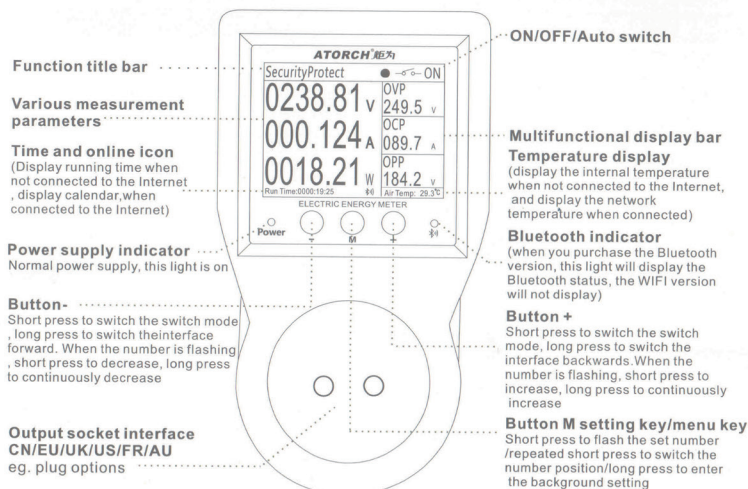 ATORCH®炬为
SecurityProtect ON
0238.81 V
000.124 A
0018.21 W
OVP
249.5 v
OCP
089.7 A
OPP
184.2 v
Run Time:0000:19:25
Air Temp: 29.3℃
ELECTRIC ENERGY METER
Power
- M +
Function title bar
Various measurement
parameters
Time and online icon
(Display running time when
not connected to the Internet
, display calendar,when
connected to the Internet)
Power supply indicator
Normal power supply, this light is on
Button-
Short press to switch the switch mode
, long press to switch theinterface
forward. When the number is flashing
, short press to decrease, long press
to continuously decrease
Output socket interface
CN/EU/UK/US/FR/AU
eg. plug options
ON/OFF/Auto switch
Multifunctional display bar
Temperature display
(display the internal temperature
when not connected to the Internet,
and display the network
temperature when connected)
Bluetooth indicator
(when you purchase the Bluetooth
version, this light will display the
Bluetooth status, the WIFI version
will not display)
Button +
Short press to switch the switch
mode, long press to switch the
interface backwards.When the
number is flashing, short press to
increase, long press to continuously
increase
Button M setting key/menu key
Short press to flash the set number
/repeated short press to switch the
number position/long press to enter
the background setting